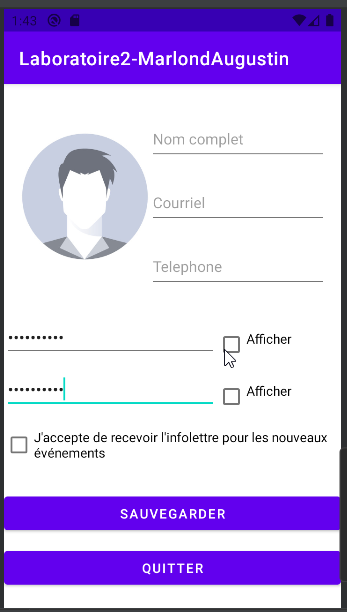 1:43
Laboratoire2-MarlondAugustin
Nom complet
Courriel
Telephone
•••••••••• Afficher
•••••••••• Afficher
J'accepte de recevoir l'infolettre pour les nouveaux
événements
SAUVEGARDER
QUITTER